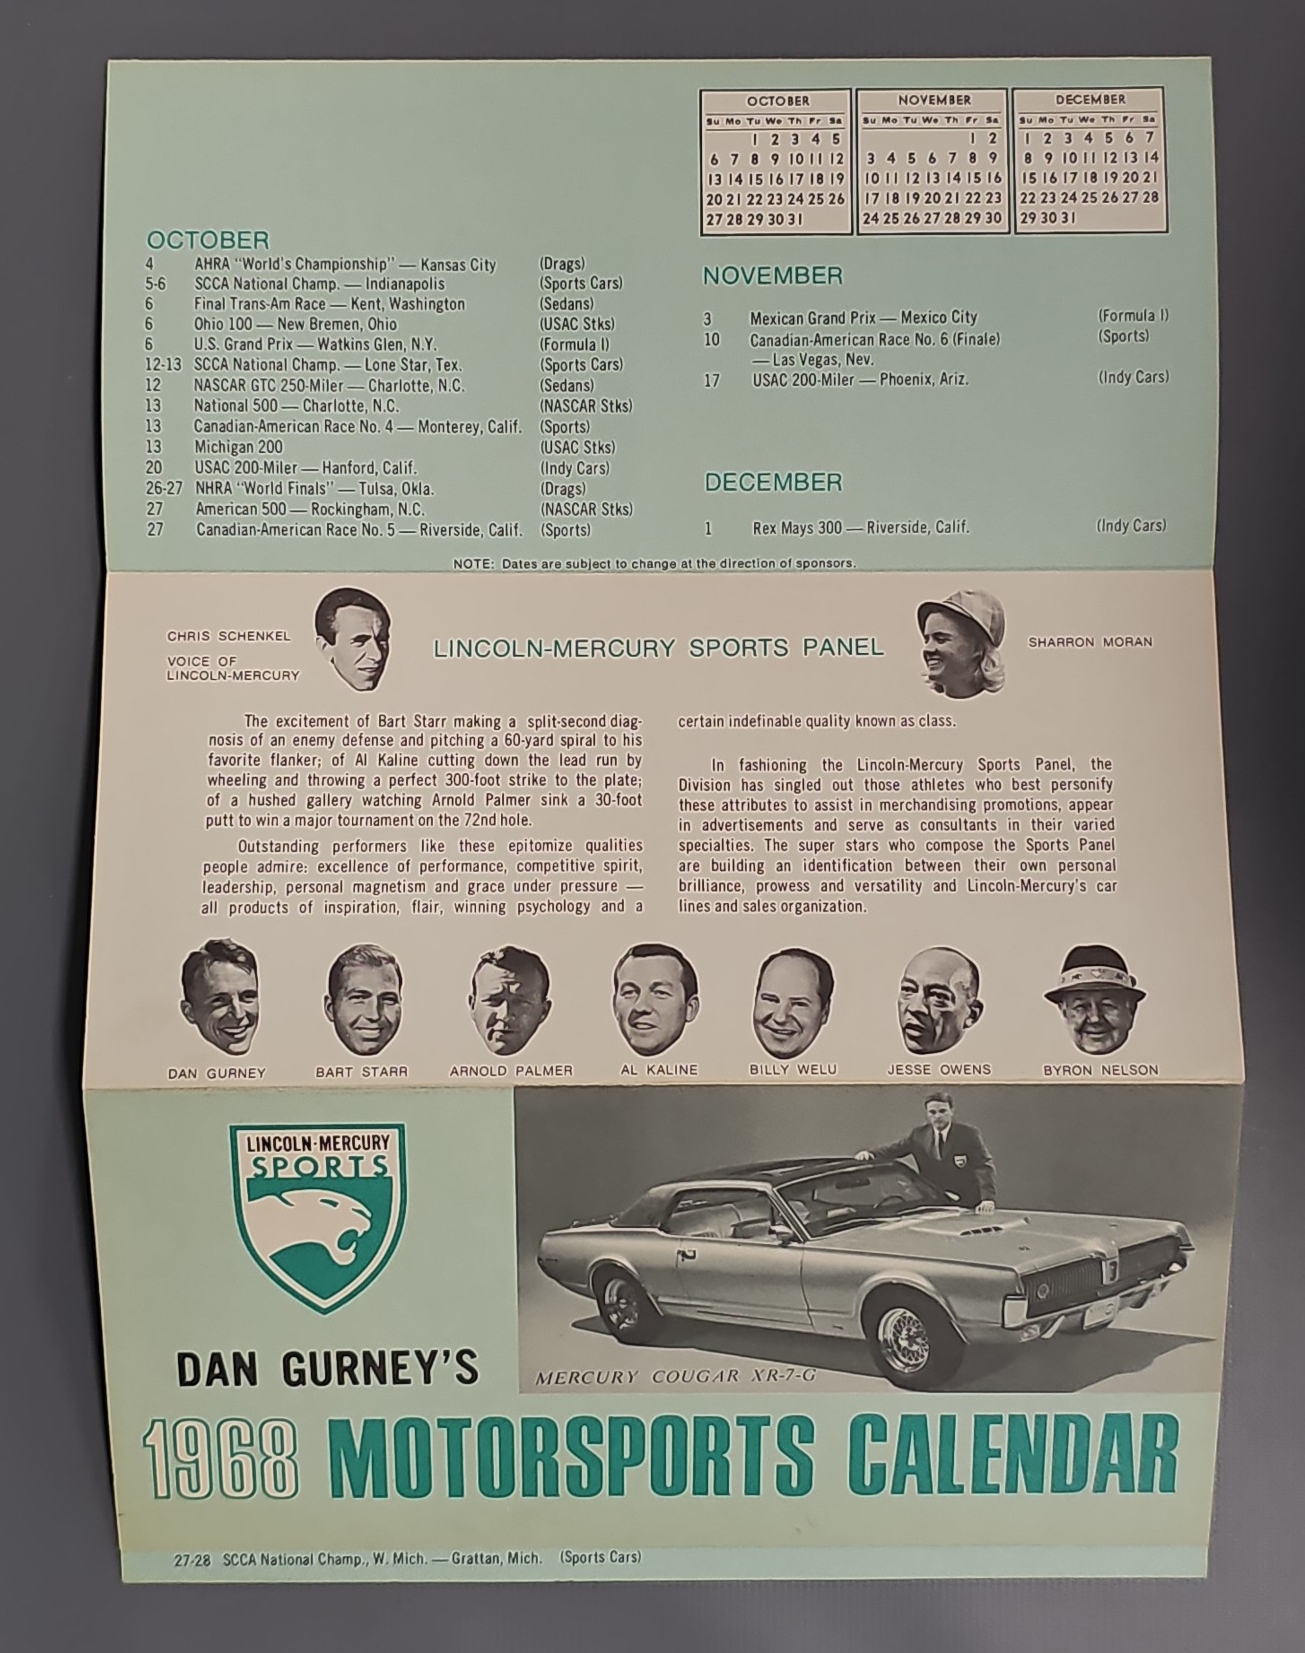 OCTOBER
Su Mo Tu We Th Fr Sa
1 2 3 4 5
6 7 8 9 10 11 12
13 14 15 16 17 18 19
20 21 22 23 24 25 26
27 28 29 30 31
NOVEMBER
Su Mo Tu We Th Fr Sa
1 2
3 4 5 6 7 8 9
10 11 12 13 14 15 16
17 18 19 20 21 22 23
24 25 26 27 28 29 30
DECEMBER
Su Mo Tu We Th Fr Sa
1 2 3 4 5 6 7
8 9 10 11 12 13 14
15 16 17 18 19 20 21
22 23 24 25 26 27 28
29 30 31
OCTOBER
4 AHRA "World's Championship" — Kansas City (Drags)
5-6 SCCA National Champ. — Indianapolis (Sports Cars)
6 Final Trans-Am Race — Kent, Washington (Sedans)
6 Ohio 100 — New Bremen, Ohio (USAC Stks)
6 U.S. Grand Prix — Watkins Glen, N.Y. (Formula I)
12-13 SCCA National Champ. — Lone Star, Tex. (Sports Cars)
12 NASCAR GTC 250-Miler — Charlotte, N.C. (Sedans)
13 National 500 — Charlotte, N.C. (NASCAR Stks)
13 Canadian-American Race No. 4 — Monterey, Calif. (Sports)
13 Michigan 200 (USAC Stks)
20 USAC 200-Miler — Hanford, Calif. (Indy Cars)
26-27 NHRA "World Finals" — Tulsa, Okla. (Drags)
27 American 500 — Rockingham, N.C. (NASCAR Stks)
27 Canadian-American Race No. 5 — Riverside, Calif. (Sports)
NOVEMBER
3 Mexican Grand Prix — Mexico City (Formula I)
10 Canadian-American Race No. 6 (Finale) (Sports)
— Las Vegas, Nev.
17 USAC 200-Miler — Phoenix, Ariz. (Indy Cars)
DECEMBER
1 Rex Mays 300 — Riverside, Calif. (Indy Cars)
NOTE: Dates are subject to change at the direction of sponsors.
CHRIS SCHENKEL
VOICE OF
LINCOLN-MERCURY
LINCOLN-MERCURY SPORTS PANEL
SHARRON MORAN
The excitement of Bart Starr making a split-second diag-
nosis of an enemy defense and pitching a 60-yard spiral to his
favorite flanker; of Al Kaline cutting down the lead run by
wheeling and throwing a perfect 300-foot strike to the plate;
of a hushed gallery watching Arnold Palmer sink a 30-foot
putt to win a major tournament on the 72nd hole.
Outstanding performers like these epitomize qualities
people admire: excellence of performance, competitive spirit,
leadership, personal magnetism and grace under pressure —
all products of inspiration, flair, winning psychology and a
certain indefinable quality known as class.
In fashioning the Lincoln-Mercury Sports Panel, the
Division has singled out those athletes who best personify
these attributes to assist in merchandising promotions, appear
in advertisements and serve as consultants in their varied
specialties. The super stars who compose the Sports Panel
are building an identification between their own personal
brilliance, prowess and versatility and Lincoln-Mercury's car
lines and sales organization.
DAN GURNEY
BART STARR
ARNOLD PALMER
AL KALINE
BILLY WELU
JESSE OWENS
BYRON NELSON
LINCOLN-MERCURY
SPORTS
MERCURY COUGAR XR-7-G
DAN GURNEY'S
1968 MOTORSPORTS CALENDAR
27-28 SCCA National Champ., W. Mich. — Grattan, Mich. (Sports Cars)